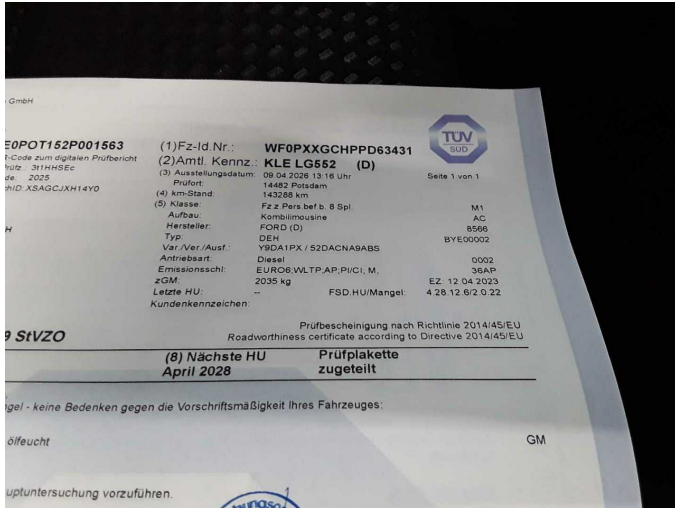 GmbH
E0POT152P001563
R-Code zum digitalen Prüfbericht
Prüfz.: 3t1HHSEc
de: 2025
chID:XSAGCJXH14Y0
H
TÜV
SÜD
(1)Fz-Id.Nr.: WF0PXXGCHPPD63431
(2)Amtl. Kennz.: KLE LG552 (D)
(3) Ausstellungsdatum: 09.04.2026 13:16 Uhr Seite 1 von 1
Prüfort: 14482 Potsdam
(4) km-Stand: 143288 km
(5) Klasse: Fz z Pers.bef b. 8 Spl. M1
Aufbau: Kombilimousine AC
Hersteller: FORD (D) 8566
Typ: DEH BYE00002
Var./Ver./Ausf.: Y9DA1PX / 52DACNA9ABS
Antriebsart: Diesel 0002
Emissionsschl: EURO6;WLTP;AP;PI/CI, M, 36AP
zGM: 2035 kg EZ: 12.04.2023
Letzte HU: -- FSD.HU/Mangel: 4.28.12.6/2.0.22
Kundenkennzeichen:
Prüfbescheinigung nach Richtlinie 2014/45/EU
9 StVZO Roadworthiness certificate according to Directive 2014/45/EU
(8) Nächste HU Prüfplakette
April 2028 zugeteilt
ngel - keine Bedenken gegen die Vorschriftsmäßigkeit Ihres Fahrzeuges:
ölfeucht GM
uptuntersuchung vorzuführen.